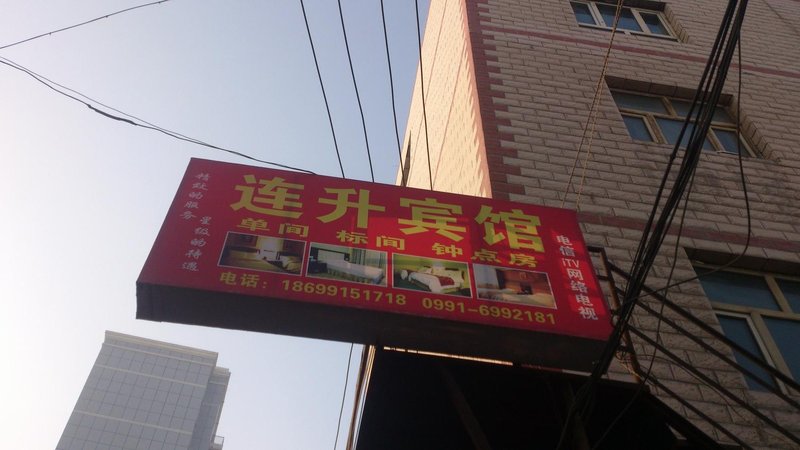 连升宾馆
单间 标间 钟点房
精致的服务
星级的待遇
电信iTV网络电视
电话：18699151718 0991-6992181